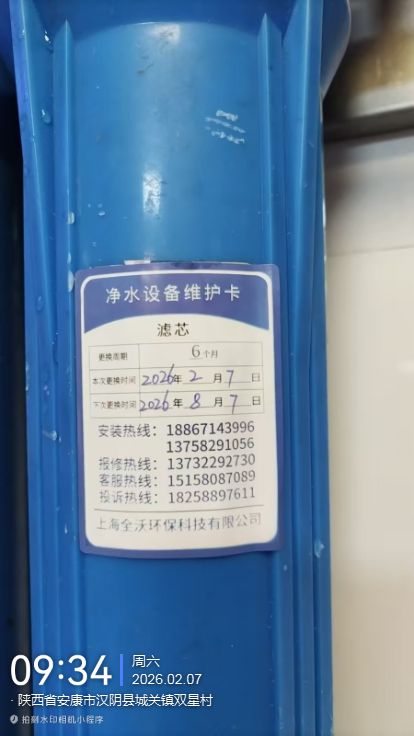 净水设备维护卡
滤芯
更换周期 6个月
本次更换时间 2026年 2 月 7 日
下次更换时间 2026 年 8 月 7 日
安装热线：18867143996
13758291056
报修热线：13732292730
客服热线：15158087089
投诉热线：18258897611
上海全沃环保科技有限公司
09:34
周六
2026.02.07
·陕西省安康市汉阴县城关镇双星村
拍刻水印相机小程序